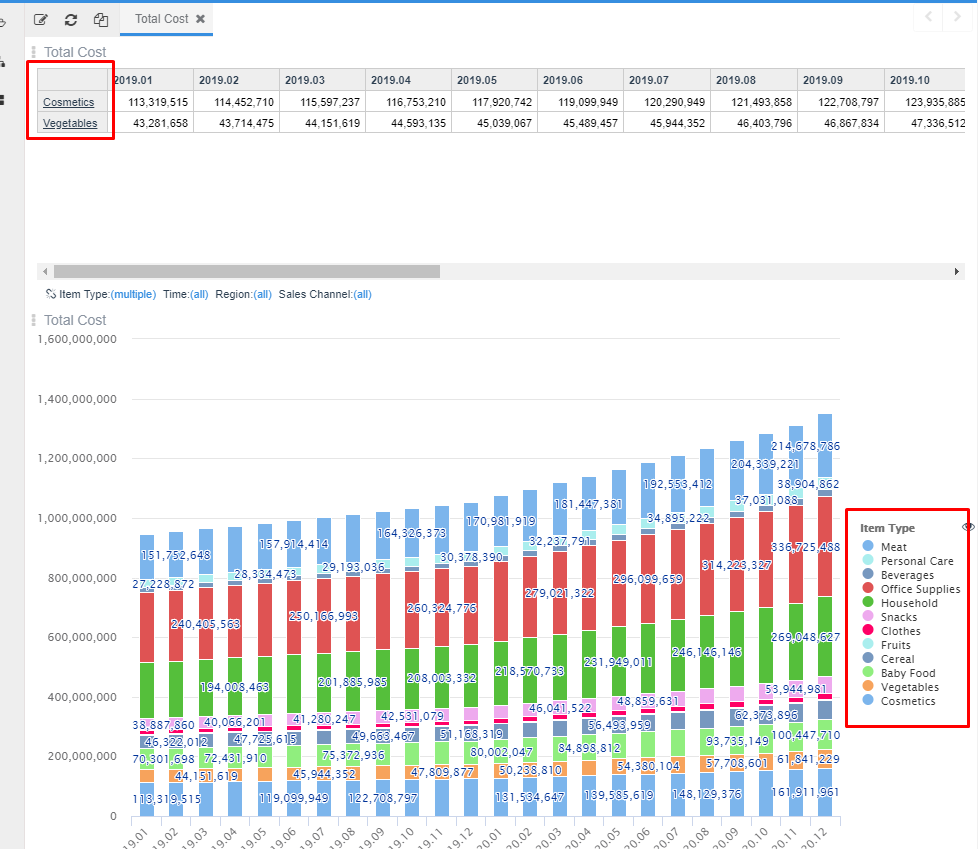 Total Cost
Total Cost
2019.01 2019.02 2019.03 2019.04 2019.05 2019.06 2019.07 2019.08 2019.09 2019.10
Cosmetics 113,319,515 114,452,710 115,597,237 116,753,210 117,920,742 119,099,949 120,290,949 121,493,858 122,708,797 123,935,885
Vegetables 43,281,658 43,714,475 44,151,619 44,593,135 45,039,067 45,489,457 45,944,352 46,403,796 46,867,834 47,336,512
Item Type:(multiple) Time:(all) Region:(all) Sales Channel:(all)
Total Cost
1,600,000,000
1,400,000,000
1,200,000,000
1,000,000,000
800,000,000
600,000,000
400,000,000
200,000,000
0
151,752,648 157,914,414 164,326,373 170,981,919 181,447,381 192,553,412 204,339,221 214,678,786
27,228,872 28,334,473 29,193,036 30,378,390 32,237,791 34,895,222 37,031,088 38,904,862
240,405,563 250,166,993 260,324,776 279,021,322 296,099,659 314,223,327 336,725,488
194,008,463 201,885,985 208,003,332 218,570,733 231,949,011 246,146,146 269,048,627
38,887,860 40,066,201 41,280,247 42,531,079 46,041,522 48,859,631 53,944,981
46,322,012 47,725,615 49,663,467 51,168,319 56,493,959 62,373,896
70,301,698 72,431,910 75,372,936 80,002,047 84,898,812 93,735,149 100,447,710
44,151,619 45,944,352 47,809,877 50,238,810 54,380,104 57,708,601 61,841,229
113,319,515 119,099,949 122,708,797 131,534,647 139,585,619 148,129,376 161,911,961
19.01 19.02 19.03 19.04 19.05 19.06 19.07 19.08 19.09 19.10 19.11 19.12 20.01 20.02 20.03 20.04 20.05 20.06 20.07 20.08 20.09 20.10 20.11 20.12
Item Type
Meat
Personal Care
Beverages
Office Supplies
Household
Snacks
Clothes
Fruits
Cereal
Baby Food
Vegetables
Cosmetics